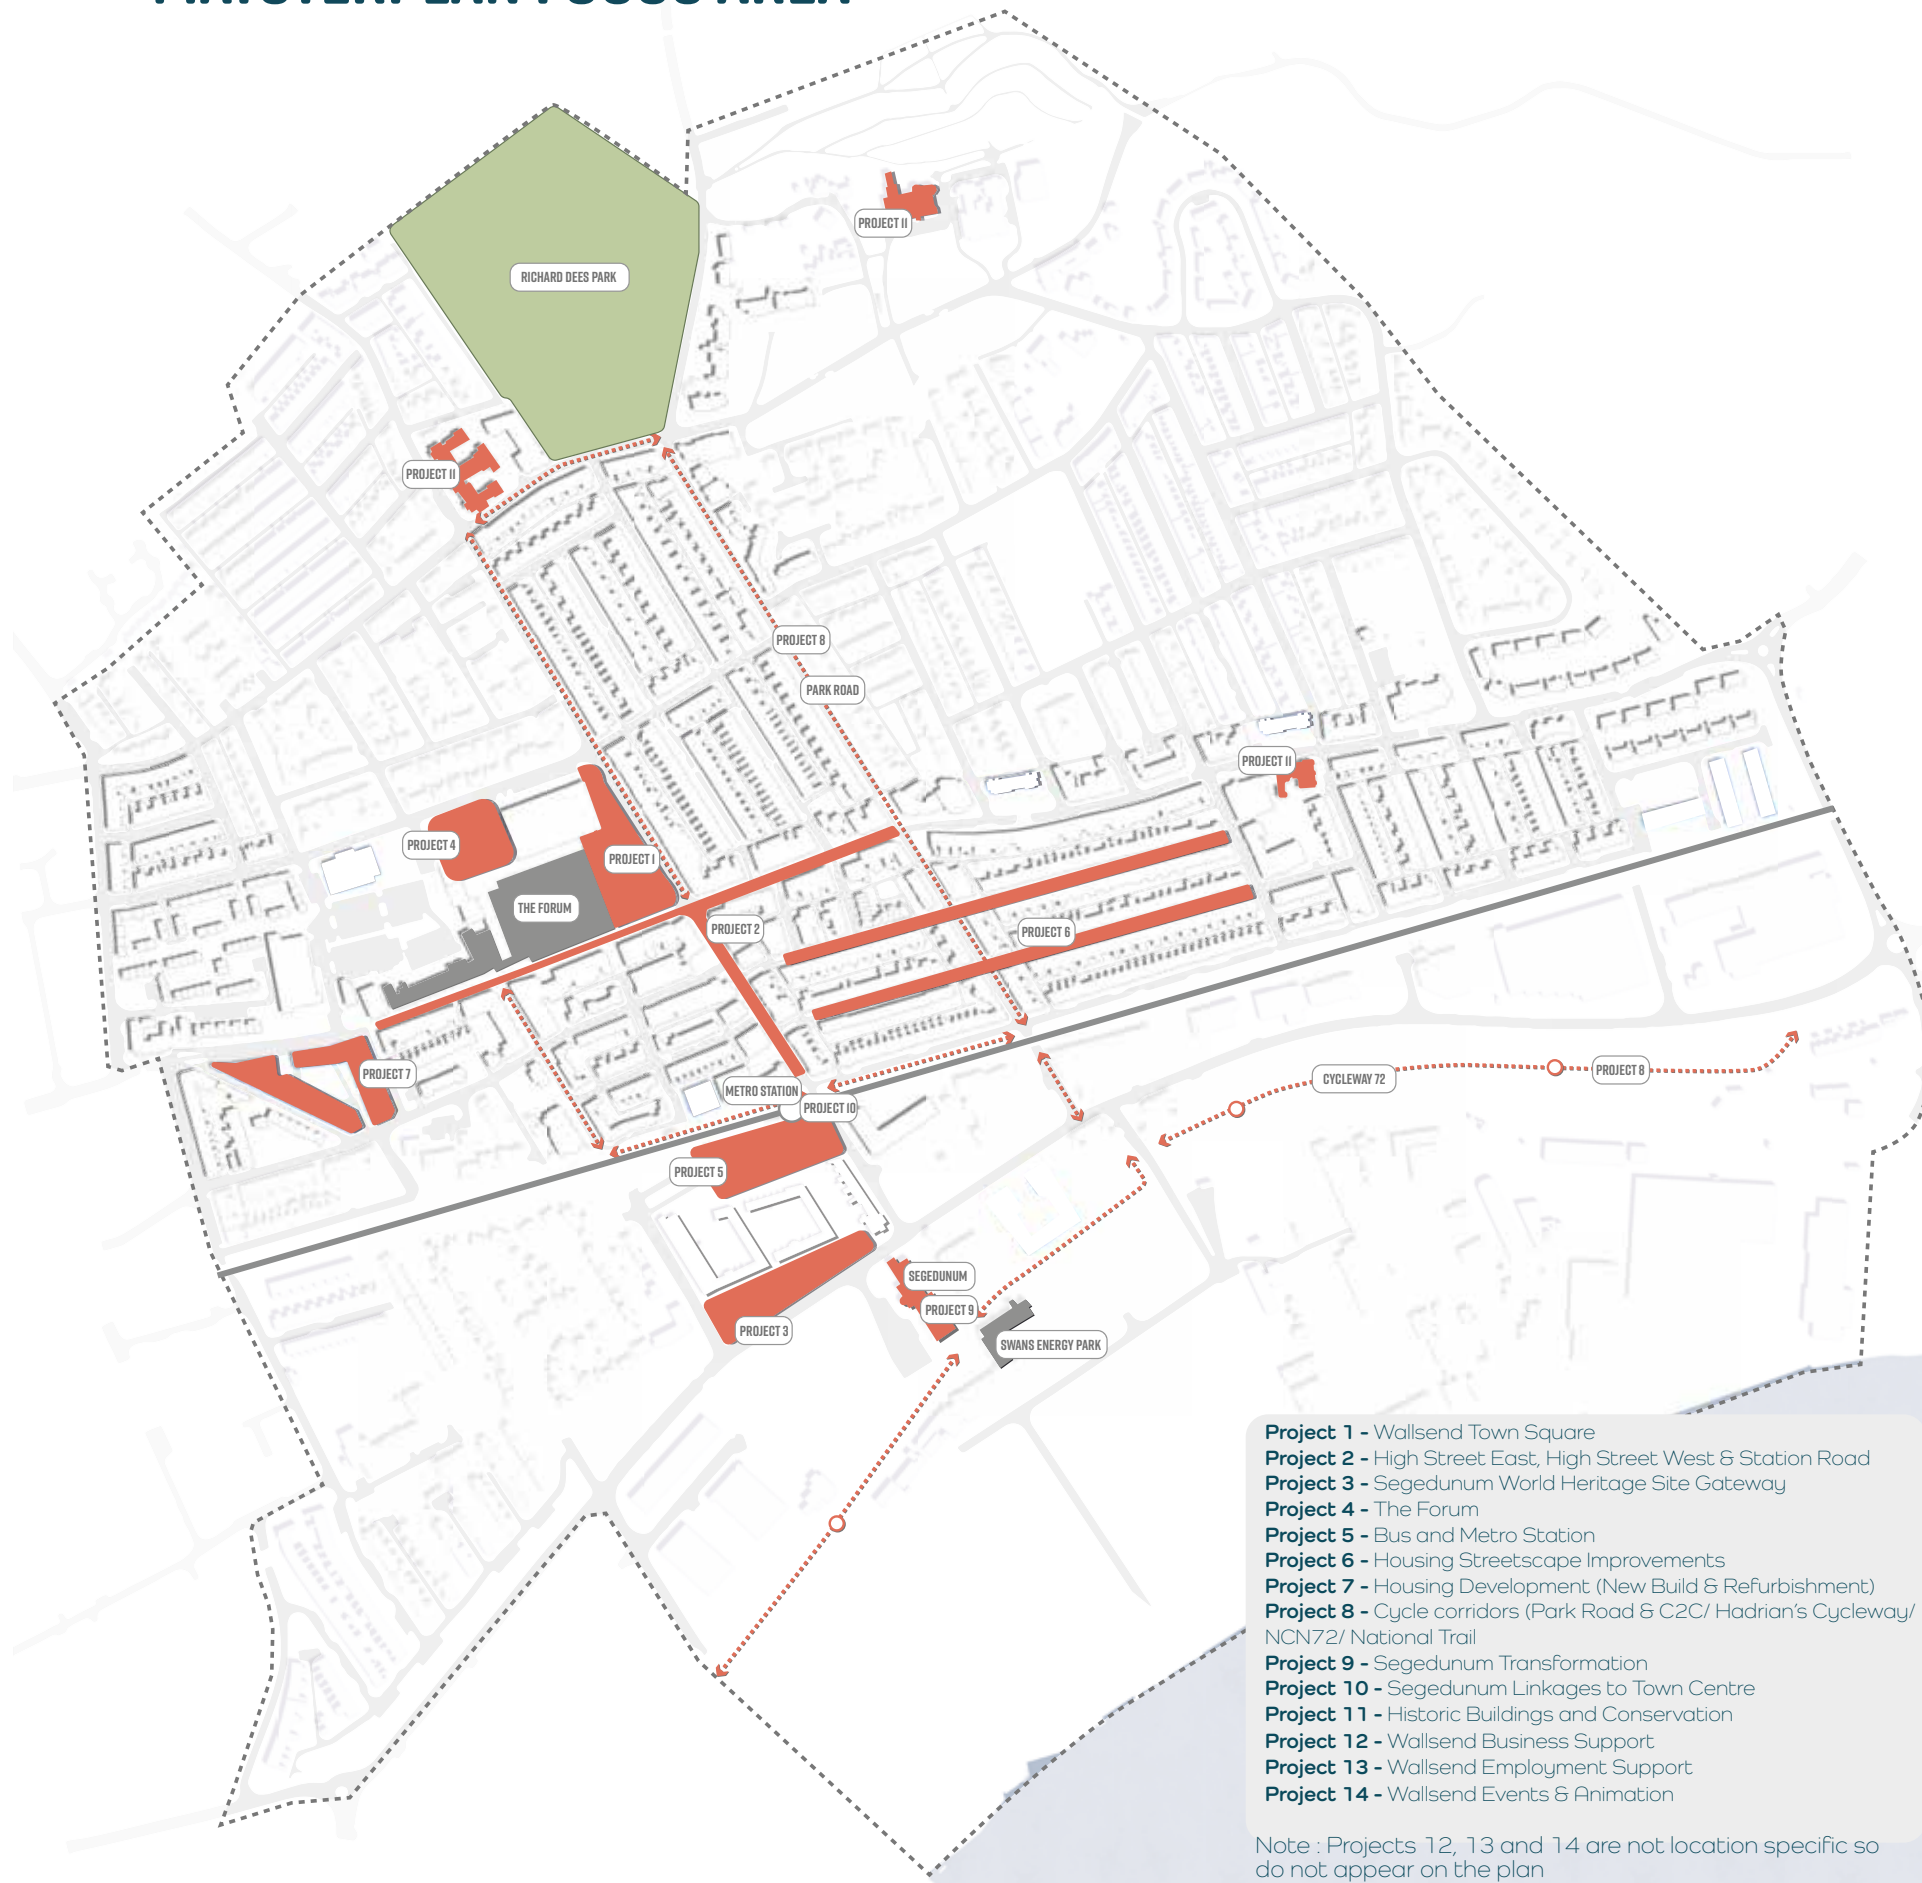 MASTERPLAN FOCUS AREA
PROJECT 11
RICHARD DEES PARK
PROJECT 11
PROJECT 8
PARK ROAD
PROJECT 11
PROJECT 4
PROJECT 1
THE FORUM
PROJECT 2
PROJECT 6
PROJECT 7
METRO STATION
PROJECT 10
CYCLEWAY 72
PROJECT 8
PROJECT 5
SEGEDUNUM
PROJECT 9
PROJECT 3
SWANS ENERGY PARK
Project 1 - Wallsend Town Square
Project 2 - High Street East, High Street West & Station Road
Project 3 - Segedunum World Heritage Site Gateway
Project 4 - The Forum
Project 5 - Bus and Metro Station
Project 6 - Housing Streetscape Improvements
Project 7 - Housing Development (New Build & Refurbishment)
Project 8 - Cycle corridors (Park Road & C2C/ Hadrian's Cycleway/
NCN72/ National Trail
Project 9 - Segedunum Transformation
Project 10 - Segedunum Linkages to Town Centre
Project 11 - Historic Buildings and Conservation
Project 12 - Wallsend Business Support
Project 13 - Wallsend Employment Support
Project 14 - Wallsend Events & Animation
Note : Projects 12, 13 and 14 are not location specific so
do not appear on the plan